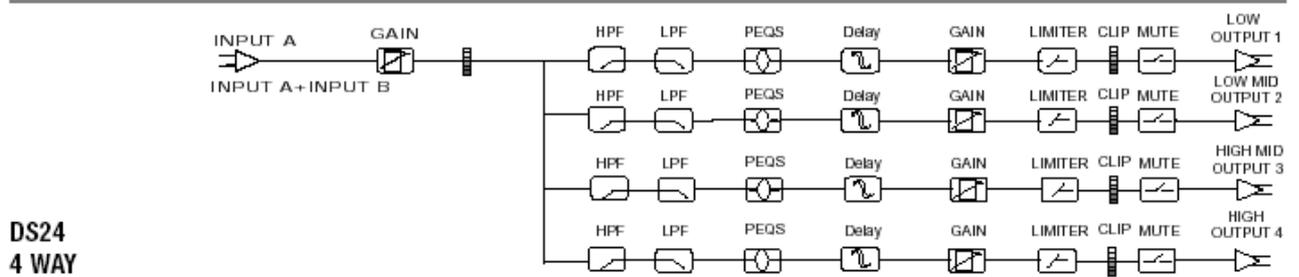 INPUT A
GAIN
INPUT A+INPUT B
HPF LPF PEQS Delay GAIN LIMITER CLIP MUTE
LOW
OUTPUT 1
HPF LPF PEQS Delay GAIN LIMITER CLIP MUTE
LOW MID
OUTPUT 2
HPF LPF PEQS Delay GAIN LIMITER CLIP MUTE
HIGH MID
OUTPUT 3
HPF LPF PEQS Delay GAIN LIMITER CLIP MUTE
HIGH
OUTPUT 4
DS24
4 WAY